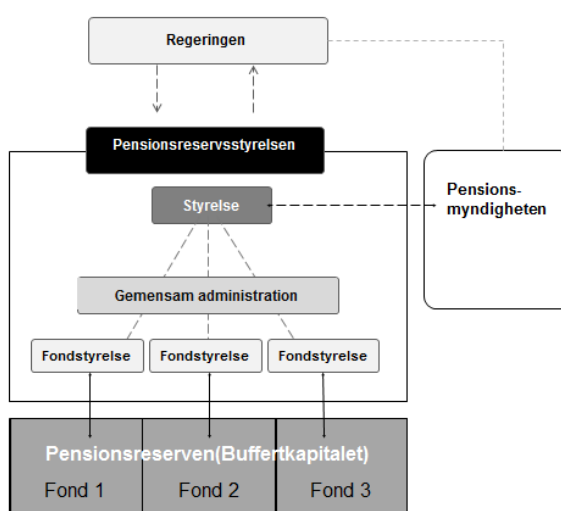 Regeringen
Pensionsreservsstyrelsen
Styrelse
Pensions-
myndigheten
Gemensam administration
Fondstyrelse Fondstyrelse Fondstyrelse
Pensionsreserven(Buffertkapitalet)
Fond 1 Fond 2 Fond 3